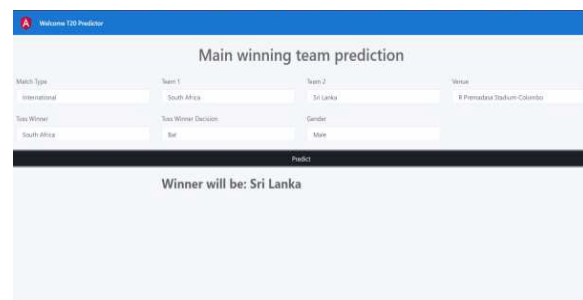 A Welcome T20 Predictor
Main winning team prediction
Match Type Team 1 Team 2 Venue
International South Africa Sri Lanka R Premadasa Stadium-Colombo
Toss Winner Toss Winner Decision Gender
South Africa Bat Male
Predict
Winner will be: Sri Lanka